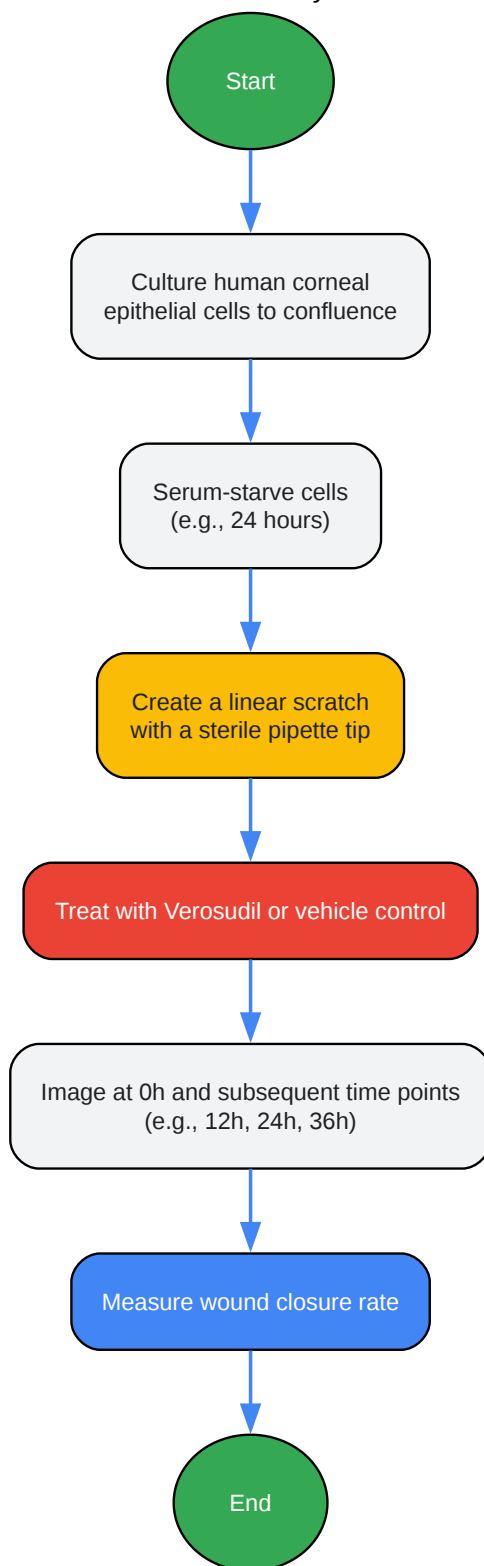 Start
Culture human corneal
epithelial cells to confluence
Serum-starve cells
(e.g., 24 hours)
Create a linear scratch
with a sterile pipette tip
Treat with Verosudil or vehicle control
Image at 0h and subsequent time points
(e.g., 12h, 24h, 36h)
Measure wound closure rate
End